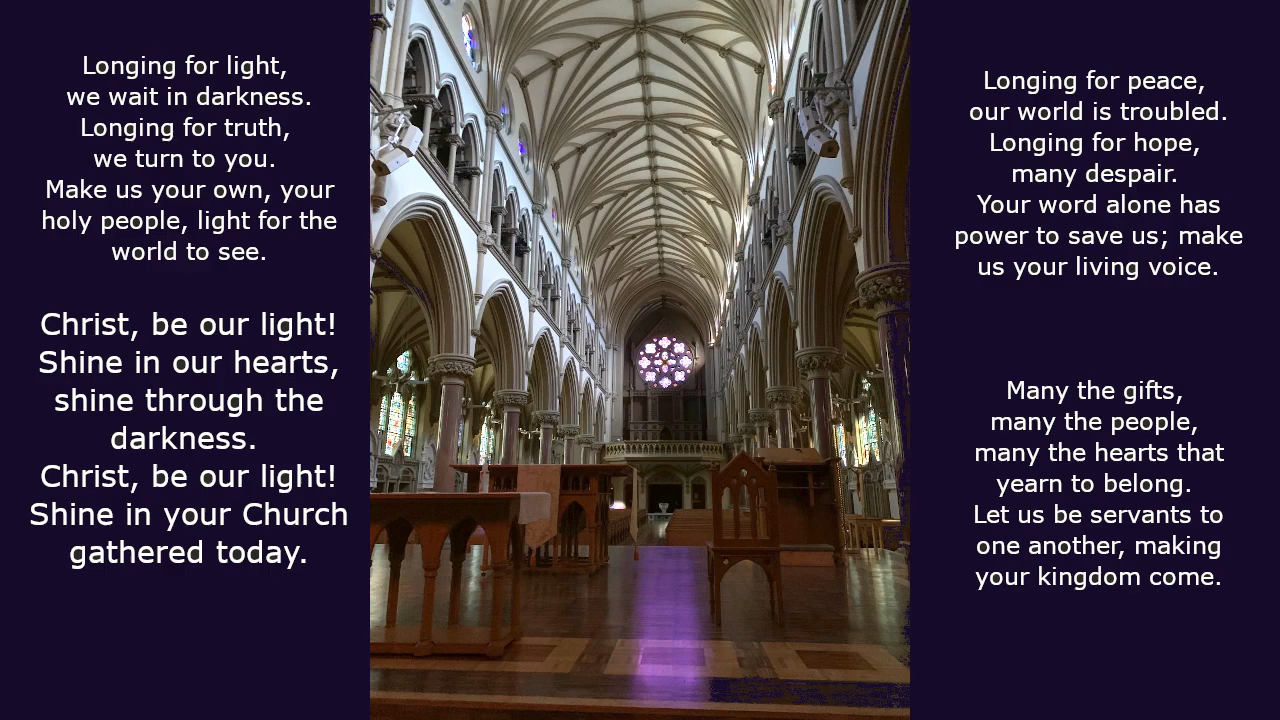 Longing for light,
we wait in darkness.
Longing for truth,
we turn to you.
Make us your own, your
holy people, light for the
world to see.
Christ, be our light!
Shine in our hearts,
shine through the
darkness.
Christ, be our light!
Shine in your Church
gathered today.
Longing for peace,
our world is troubled.
Longing for hope,
many despair.
Your word alone has
power to save us; make
us your living voice.
Many the gifts,
many the people,
many the hearts that
yearn to belong.
Let us be servants to
one another, making
your kingdom come.